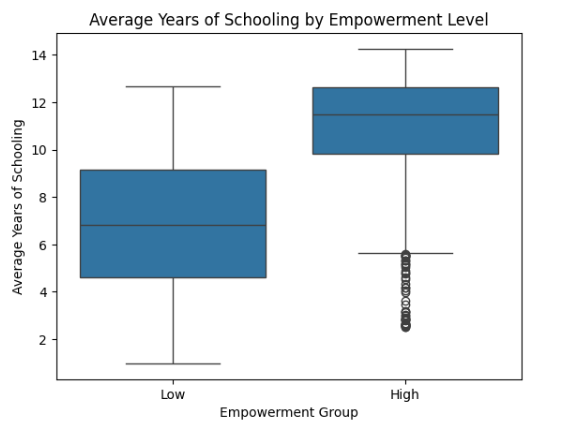 Average Years of Schooling by Empowerment Level
Average Years of Schooling
14
12
10
8
6
4
2
Low
High
Empowerment Group